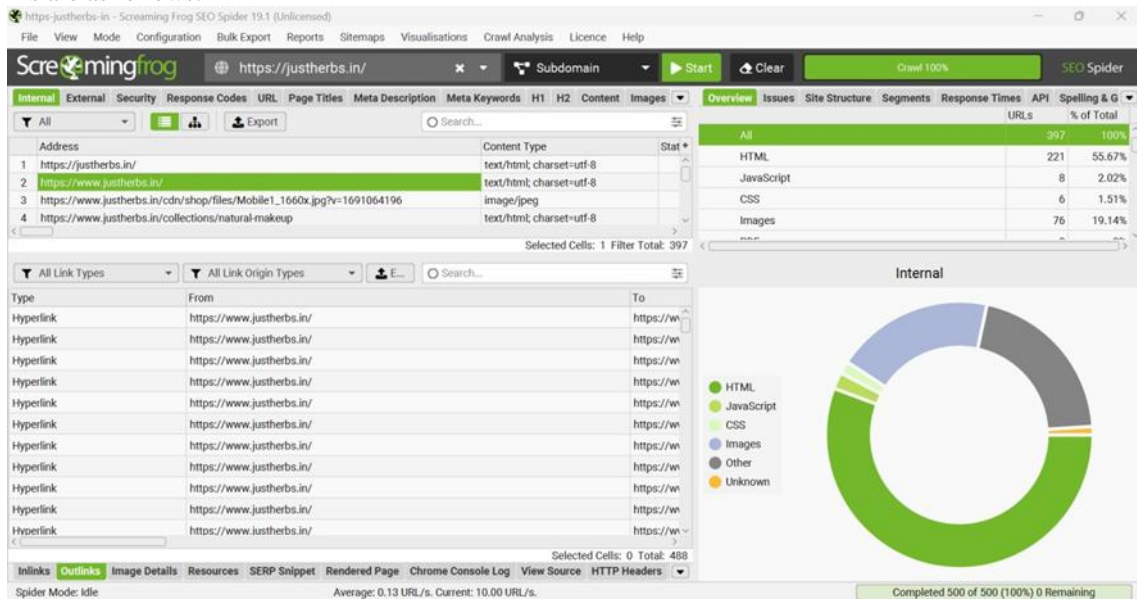 https-justherbs-in - Screaming Frog SEO Spider 19.1 (Unlicensed)
File View Mode Configuration Bulk Export Reports Sitemaps Visualisations Crawl Analysis Licence Help
Screamingfrog https://justherbs.in/ Subdomain Start Clear Crawl 100% SEO Spider
Internal External Security Response Codes URL Page Titles Meta Description Meta Keywords H1 H2 Content Images
All Export Search...
Address Content Type Stat
1 https://justherbs.in/ text/html; charset=utf-8
2 https://www.justherbs.in/ text/html; charset=utf-8
3 https://www.justherbs.in/cdn/shop/files/Mobile1_1660x.jpg?v=1691064196 image/jpeg
4 https://www.justherbs.in/collections/natural-makeup text/html; charset=utf-8
Selected Cells: 1 Filter Total: 397
All Link Types All Link Origin Types E... Search...
Type From To
Hyperlink https://www.justherbs.in/ https://w
Hyperlink https://www.justherbs.in/ https://w
Hyperlink https://www.justherbs.in/ https://w
Hyperlink https://www.justherbs.in/ https://w
Hyperlink https://www.justherbs.in/ https://w
Hyperlink https://www.justherbs.in/ https://w
Hyperlink https://www.justherbs.in/ https://w
Hyperlink https://www.justherbs.in/ https://w
Hyperlink https://www.justherbs.in/ https://w
Hyperlink https://www.justherbs.in/ https://w
Hyperlink https://www.justherbs.in/ https://w
Selected Cells: 0 Total: 488
Inlinks Outlinks Image Details Resources SERP Snippet Rendered Page Chrome Console Log View Source HTTP Headers
Overview Issues Site Structure Segments Response Times API Spelling & G
URLs % of Total
All 397 100%
HTML 221 55.67%
JavaScript 8 2.02%
CSS 6 1.51%
Images 76 19.14%
Internal
HTML
JavaScript
CSS
Images
Other
Unknown
Spider Mode: Idle Average: 0.13 URL/s. Current: 10.00 URL/s. Completed 500 of 500 (100%) 0 Remaining